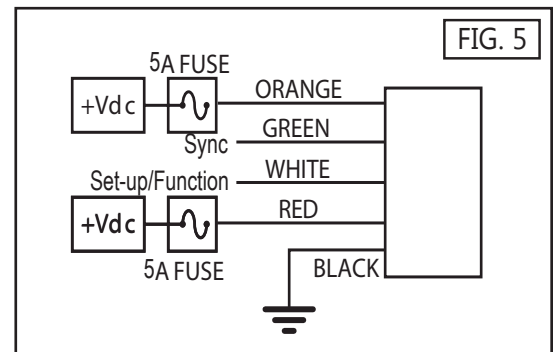 FIG. 5
5A FUSE
+Vdc
ORANGE
GREEN
Sync
WHITE
Set-up/Function
+Vdc
RED
5A FUSE
BLACK